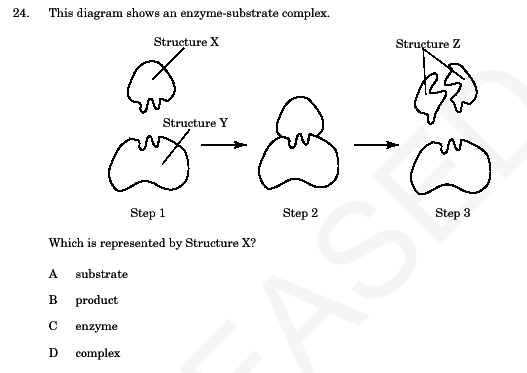 24. This diagram shows an enzyme-substrate complex.
Structure X
Structure Z
Structure Y
Step 1
Step 2
Step 3
Which is represented by Structure X?
A substrate
B product
C enzyme
D complex
EASED